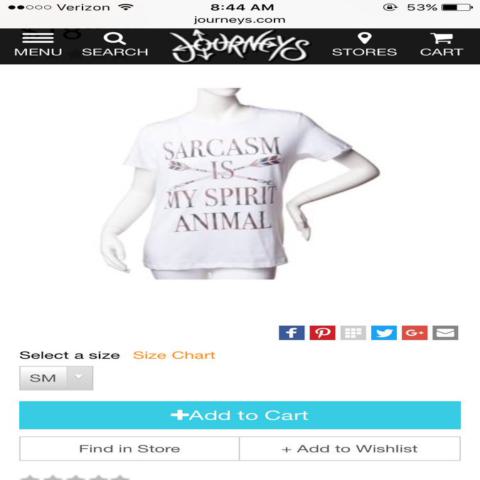 Verizon 8:44 AM 53%
journeys.com
MENU SEARCH JOURNEYS STORES CART
SARCASM
IS
MY SPIRIT
ANIMAL
Select a size Size Chart
SM
+Add to Cart
Find in Store + Add to Wishlist